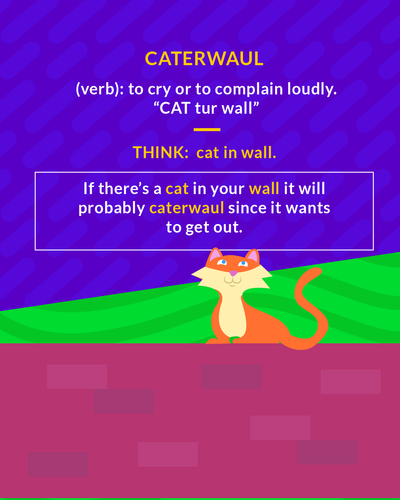 CATERWAUL
(verb): to cry or to complain loudly.
“CAT tur wall”
THINK: cat in wall.
If there’s a cat in your wall it will
probably caterwaul since it wants
to get out.